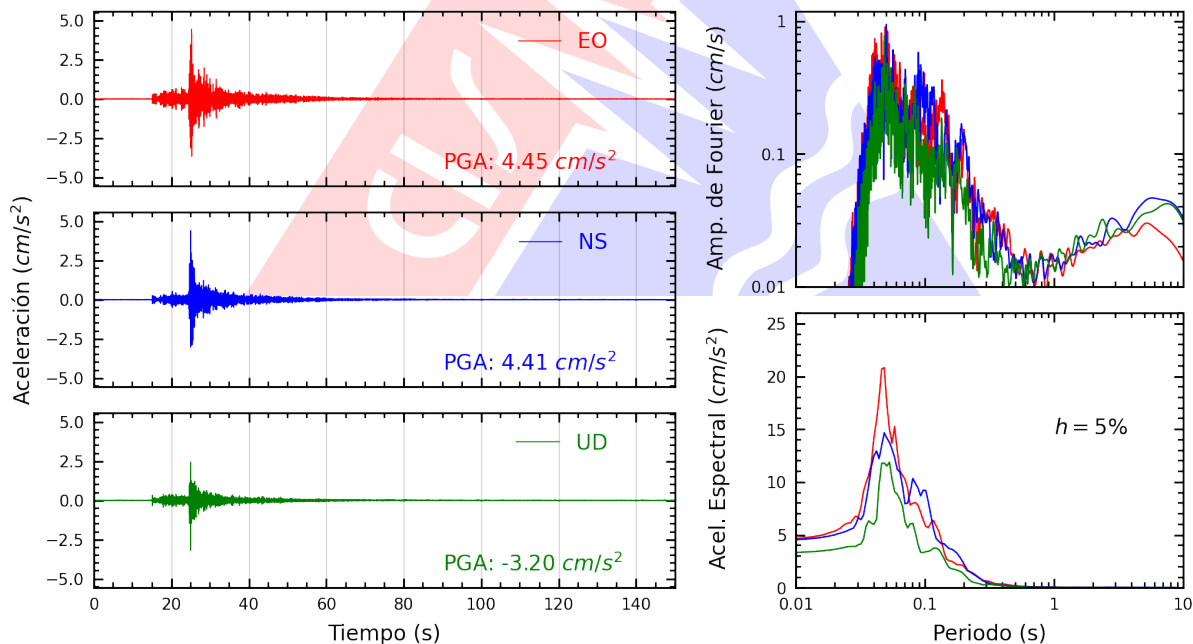 Aceleración (cm/s²)
5.0
2.5
0.0
−2.5
−5.0
EO
PGA: 4.45 cm/s²
5.0
2.5
0.0
−2.5
−5.0
NS
PGA: 4.41 cm/s²
5.0
2.5
0.0
−2.5
−5.0
UD
PGA: -3.20 cm/s²
0 20 40 60 80 100 120 140
Tiempo (s)
Amp. de Fourier (cm/s)
1
0.1
0.01
Acel. Espectral (cm/s²)
25
20
15
10
5
0
h = 5%
0.01 0.1 1 10
Periodo (s)